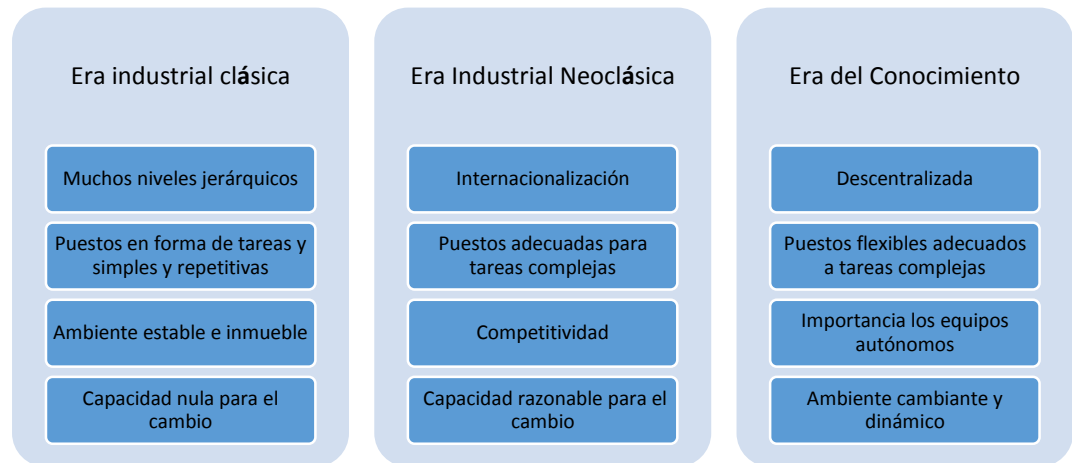 Era industrial clásica
Muchos niveles jerárquicos
Puestos en forma de tareas y
simples y repetitivas
Ambiente estable e inmueble
Capacidad nula para el
cambio
Era Industrial Neoclásica
Internacionalización
Puestos adecuadas para
tareas complejas
Competitividad
Capacidad razonable para el
cambio
Era del Conocimiento
Descentralizada
Puestos flexibles adecuados
a tareas complejas
Importancia los equipos
autónomos
Ambiente cambiante y
dinámico